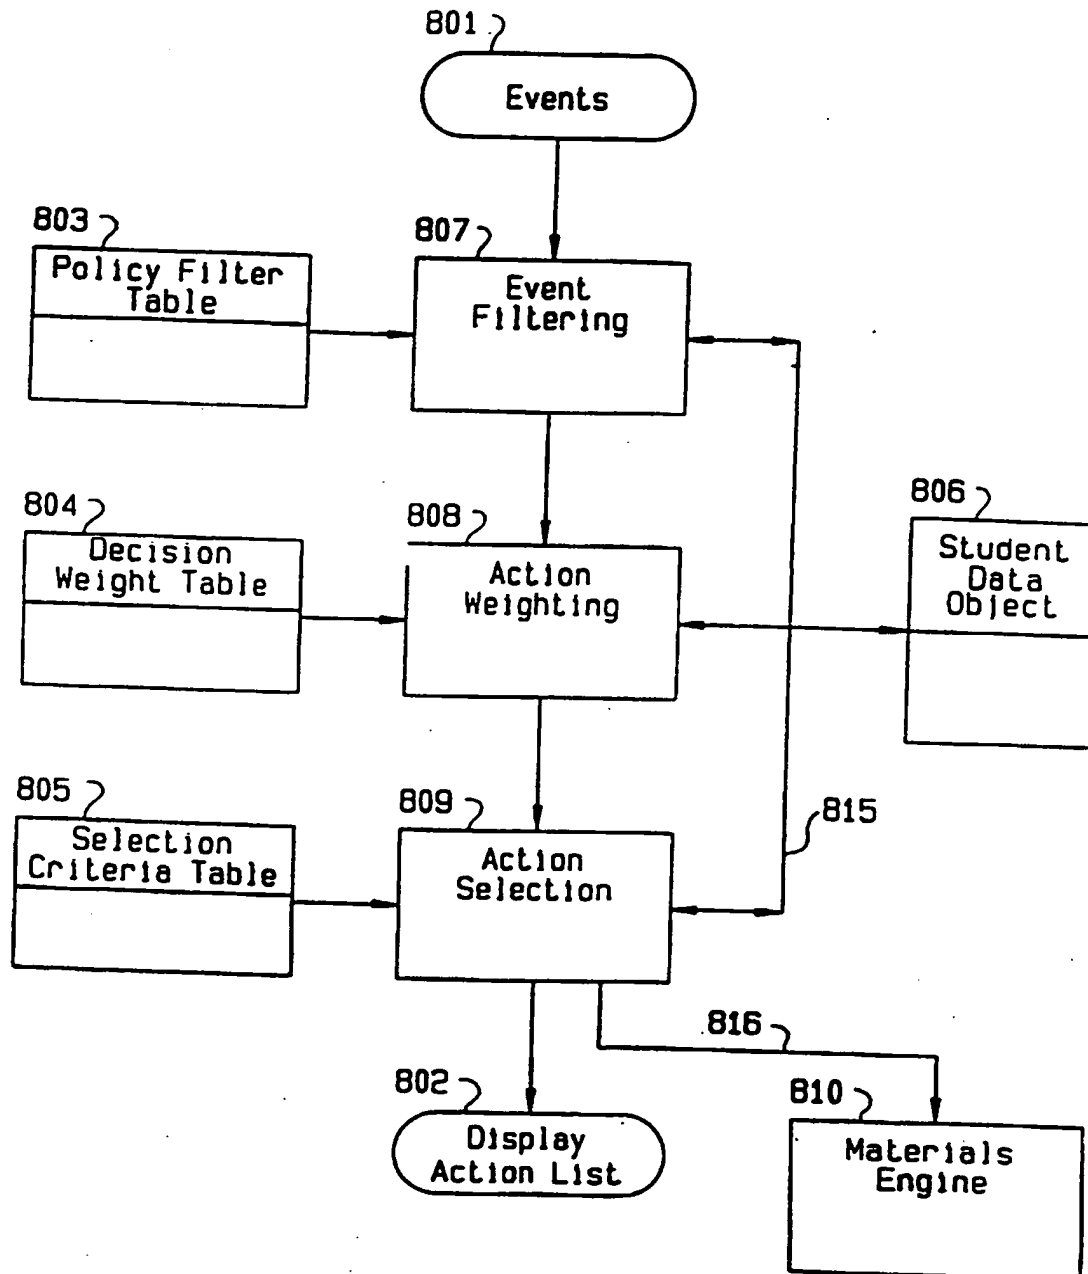 801
Events
803
Policy Filter
Table
807
Event
Filtering
804
Decision
Weight Table
808
Action
Weighting
806
Student
Data
Object
805
Selection
Criteria Table
809
Action
Selection
815
816
802
Display
Action List
810
Materials
Engine